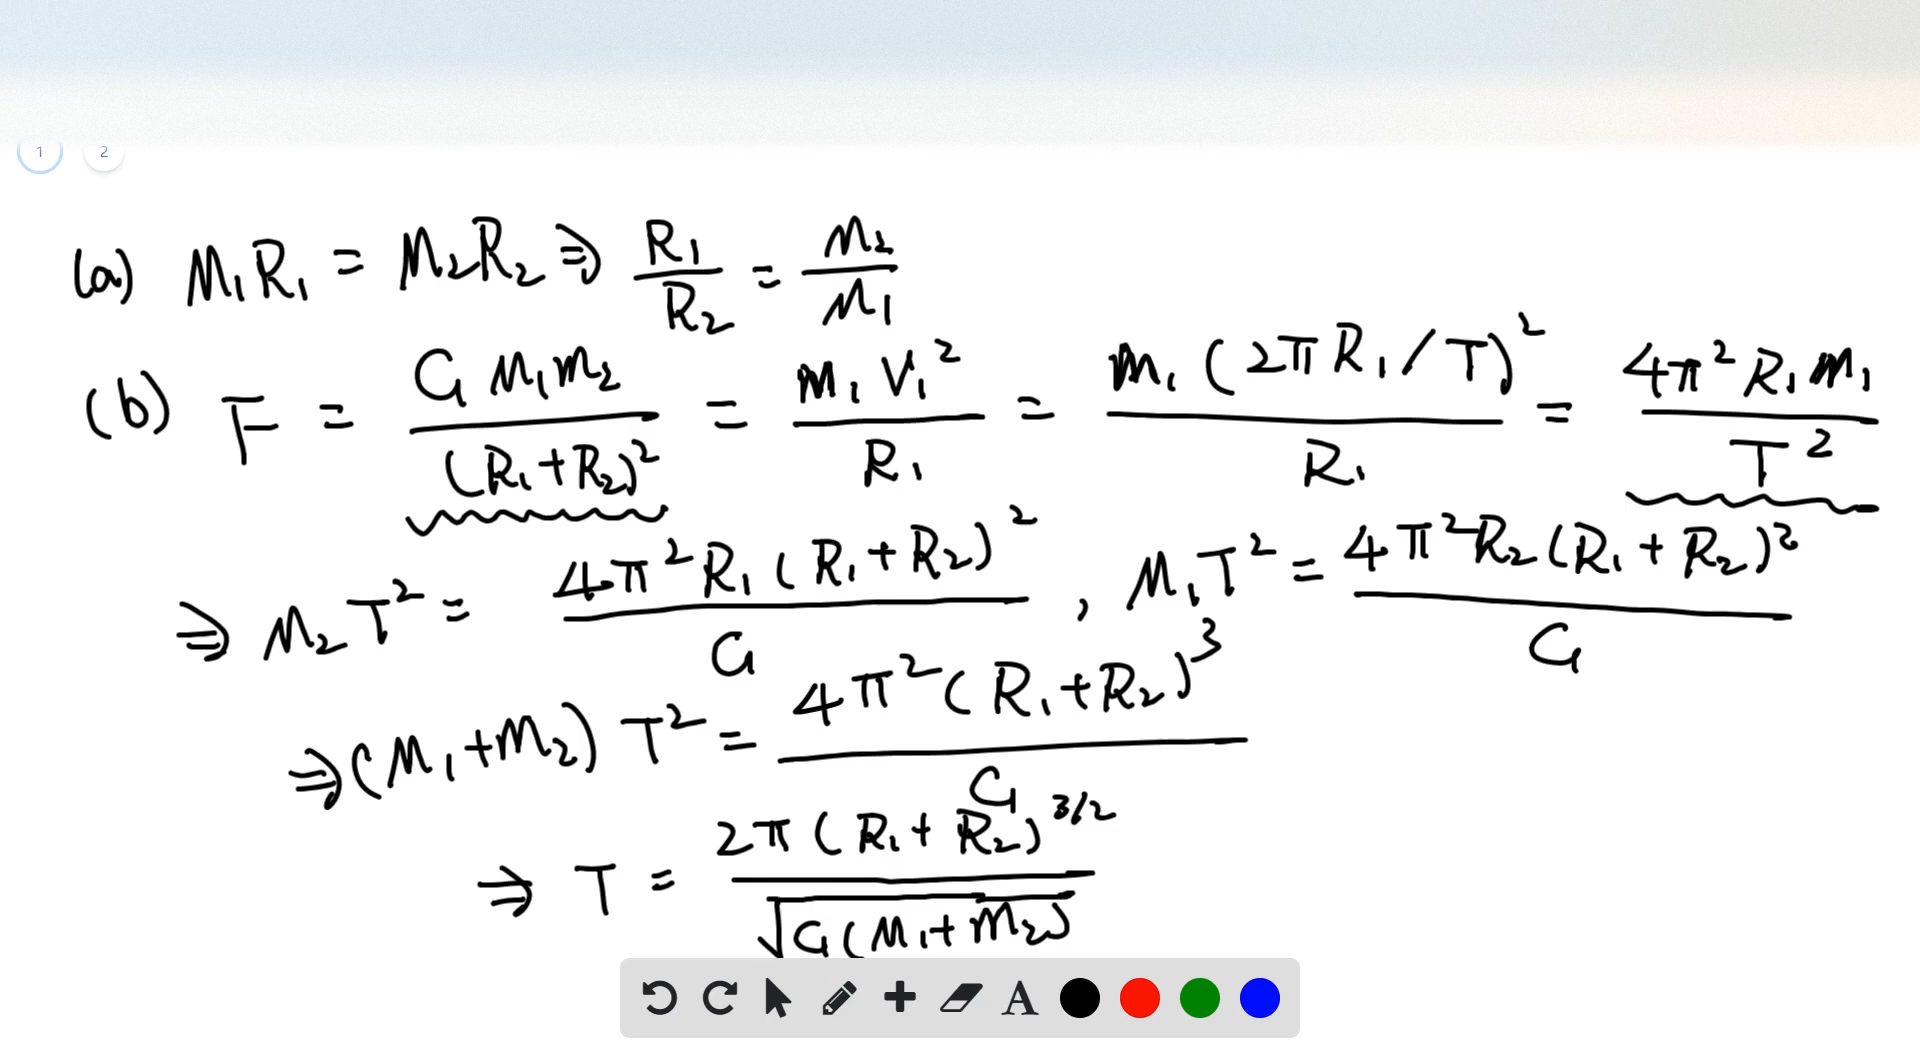 1 2
(a) M₁R₁ = M₂R₂ ⇒ R₁/R₂ = M₂/M₁
(b) F = G M₁m₂/(R₁+R₂)² = m₁V₁²/R₁ = m₁(2πR₁/T)²/R₁ = 4π²R₁m₁/T²
⇒ M₂T² = 4π²R₁(R₁+R₂)²/G , M₁T² = 4π²R₂(R₁+R₂)²/G
⇒ (M₁+M₂) T² = 4π²(R₁+R₂)³/G
⇒ T = 2π(R₁+R₂)^3/2/√G(M₁+M₂)
A